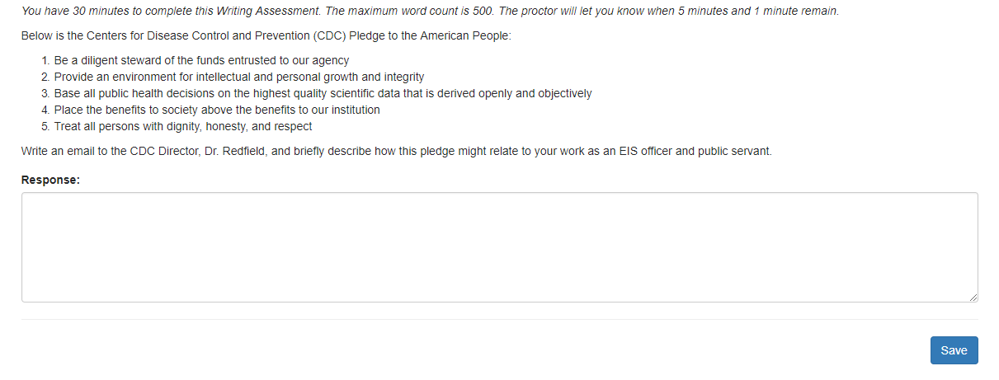 You have 30 minutes to complete this Writing Assessment. The maximum word count is 500. The proctor will let you know when 5 minutes and 1 minute remain.
Below is the Centers for Disease Control and Prevention (CDC) Pledge to the American People:
1. Be a diligent steward of the funds entrusted to our agency
2. Provide an environment for intellectual and personal growth and integrity
3. Base all public health decisions on the highest quality scientific data that is derived openly and objectively
4. Place the benefits to society above the benefits to our institution
5. Treat all persons with dignity, honesty, and respect
Write an email to the CDC Director, Dr. Redfield, and briefly describe how this pledge might relate to your work as an EIS officer and public servant.
Response:
Save